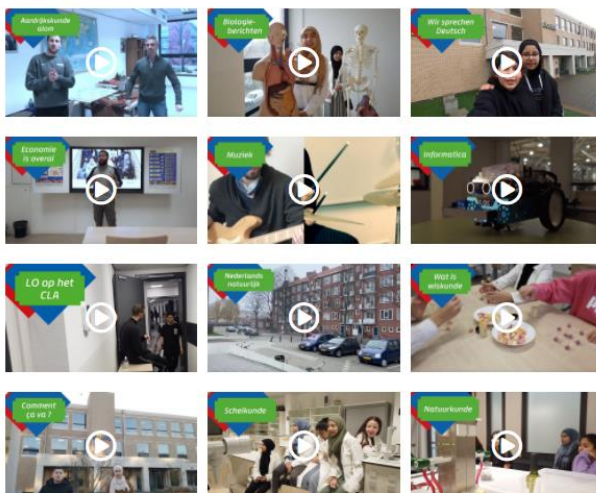 Aardrijkskunde
alom
Biologie-
berichten
Wir sprechen
Deutsch
Economie
is overal
Muziek
Informatica
LO op het
CLA
Nederlands
natuurlijk
Wat is
wiskunde
Comment
ça va ?
Scheikunde
Natuurkunde